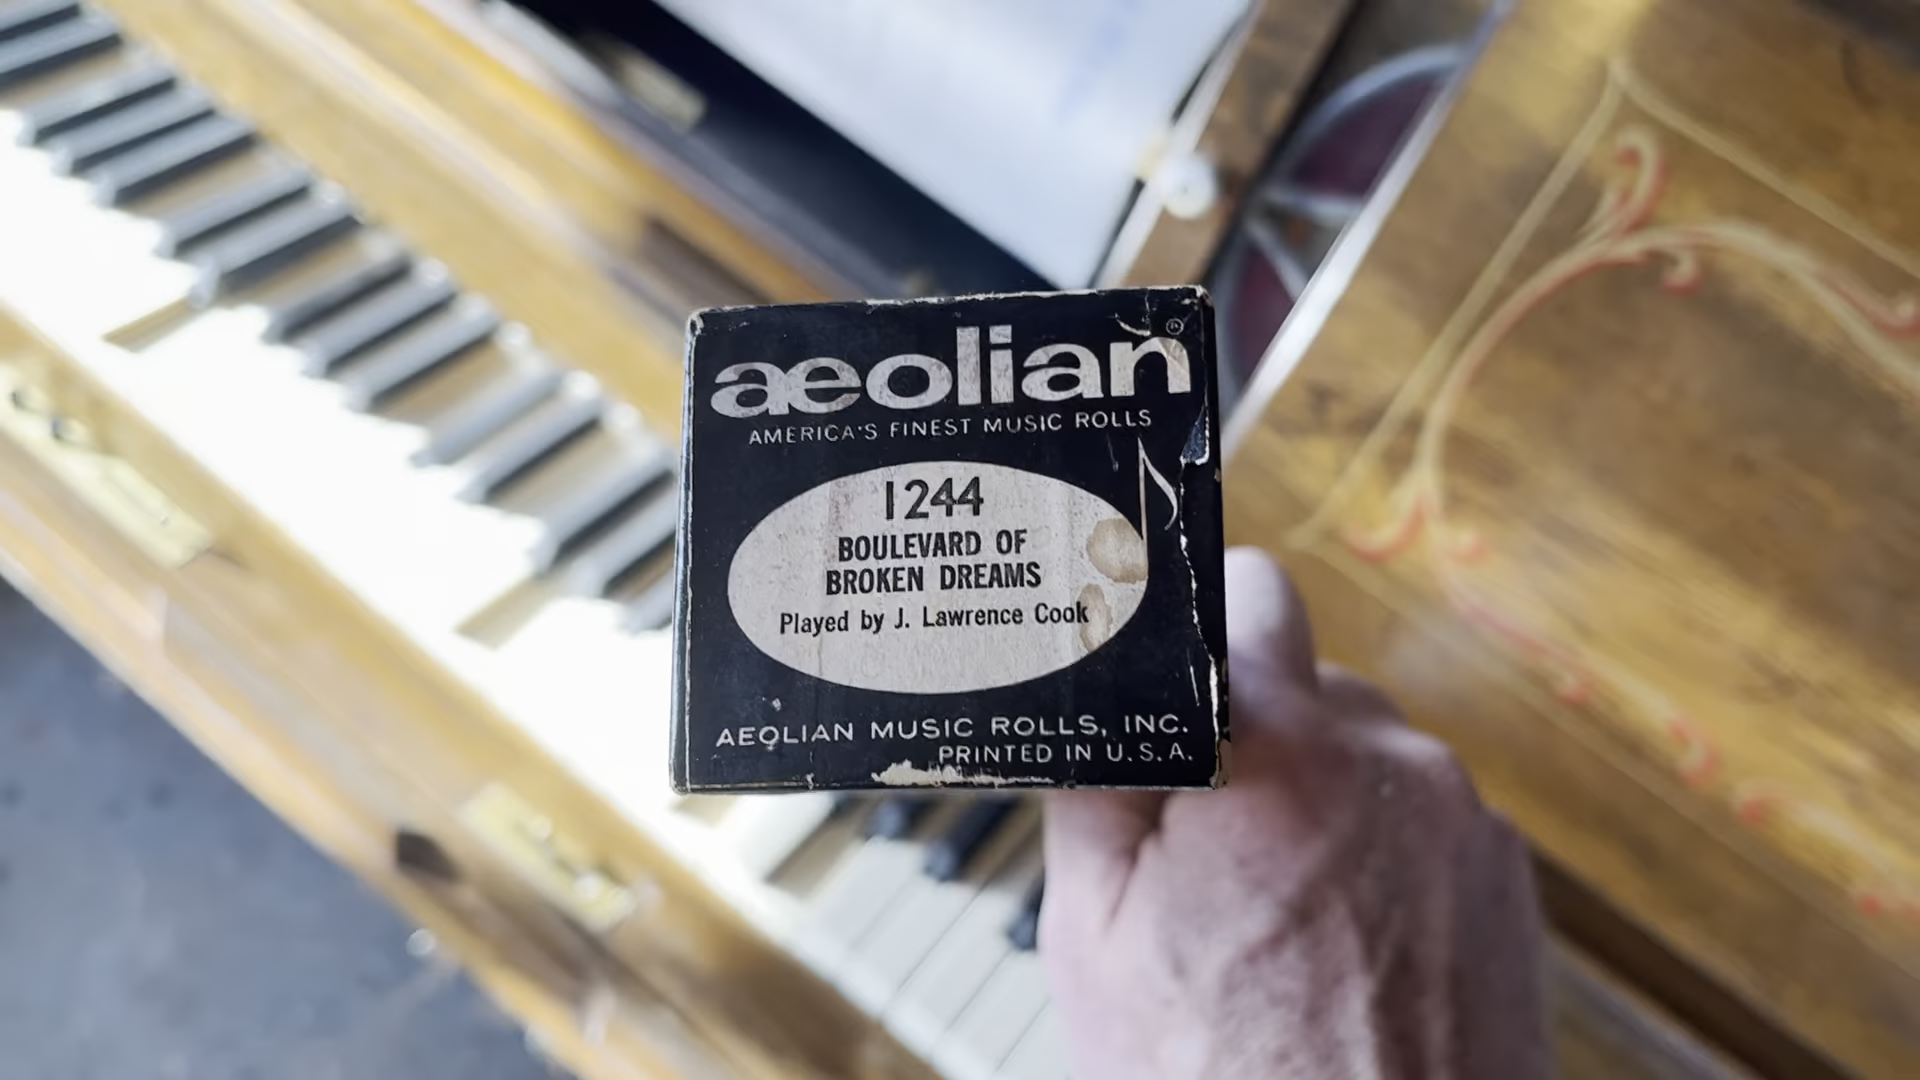 aeolian®
AMERICA'S FINEST MUSIC ROLLS
1244
BOULEVARD OF
BROKEN DREAMS
Played by J. Lawrence Cook
AEOLIAN MUSIC ROLLS, INC.
PRINTED IN U.S.A.